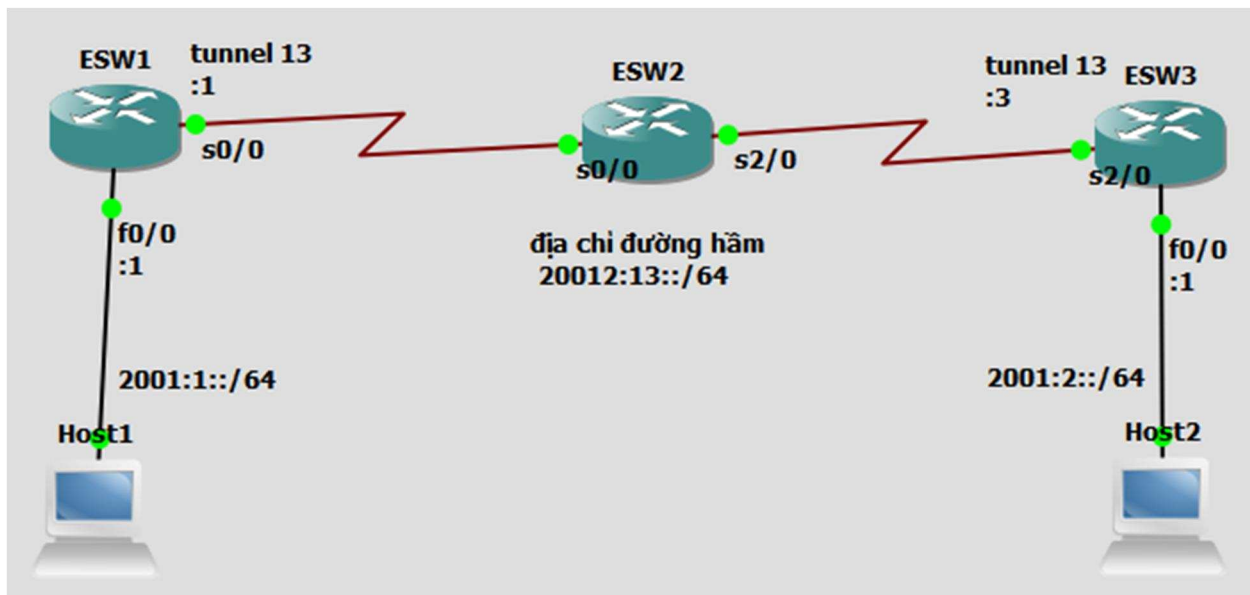 ESW1
tunnel 13
:1
s0/0
f0/0
:1
2001:1::/64
Host1
ESW2
s0/0
s2/0
địa chỉ đường hầm
20012:13::/64
tunnel 13
:3
ESW3
s2/0
f0/0
:1
2001:2::/64
Host2